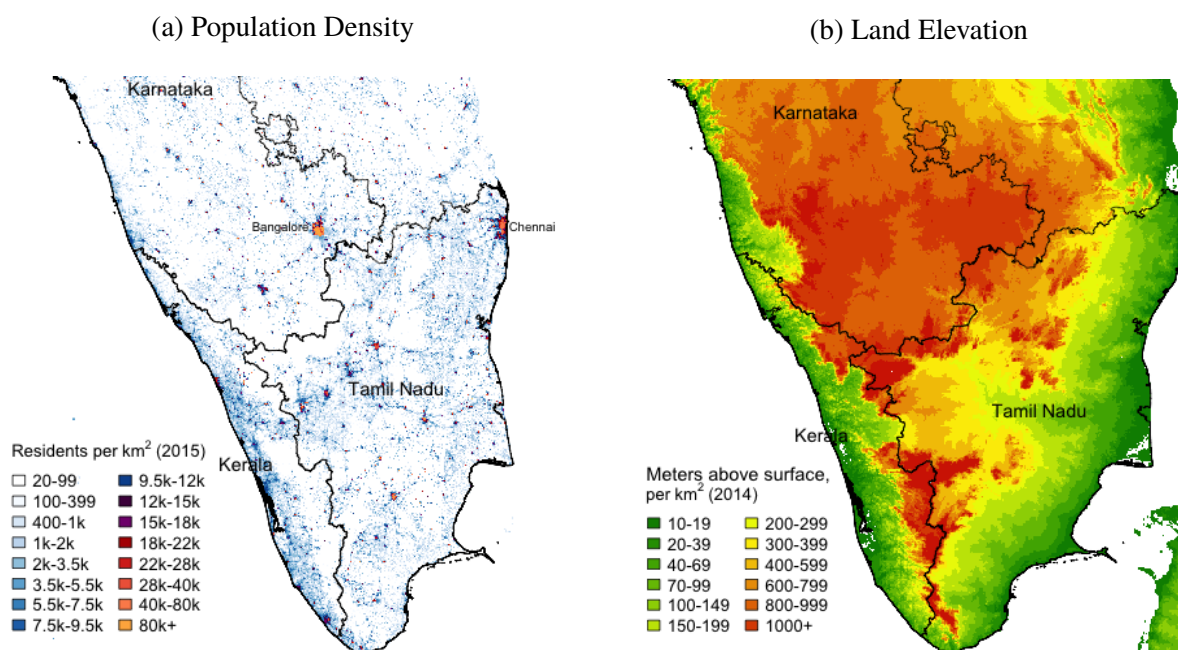 (a) Population Density
Karnataka
Bangalore
Chennai
Tamil Nadu
Kerala
Residents per km² (2015)
20-99
100-399
400-1k
1k-2k
2k-3.5k
3.5k-5.5k
5.5k-7.5k
7.5k-9.5k
9.5k-12k
12k-15k
15k-18k
18k-22k
22k-28k
28k-40k
40k-80k
80k+
(b) Land Elevation
Karnataka
Tamil Nadu
Kerala
Meters above surface,
per km² (2014)
10-19
20-39
40-69
70-99
100-149
150-199
200-299
300-399
400-599
600-799
800-999
1000+